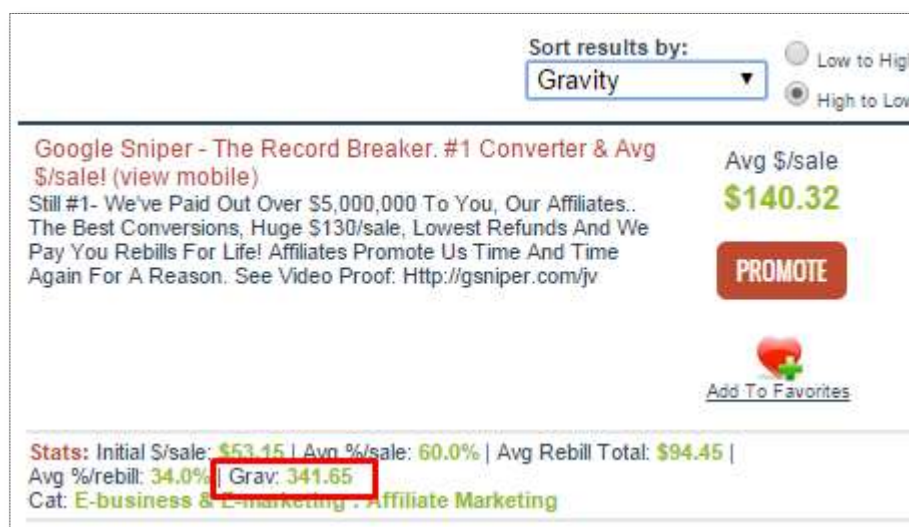 Sort results by:
Gravity
Low to
High to
Google Sniper - The Record Breaker. #1 Converter & Avg
$/sale! (view mobile)
Still #1- We've Paid Out Over $5,000,000 To You, Our Affiliates..
The Best Conversions, Huge $130/sale, Lowest Refunds And We
Pay You Rebills For Life! Affiliates Promote Us Time And Time
Again For A Reason. See Video Proof: Http://gsniper.com/jv
Avg $/sale
$140.32
PROMOTE
Add To Favorites
Stats: Initial $/sale: $53.15 | Avg %/sale: 60.0% | Avg Rebill Total: $94.45 |
Avg %/rebill: 34.0% | Grav: 341.65
Cat: E-business & E-marketing : Affiliate Marketing